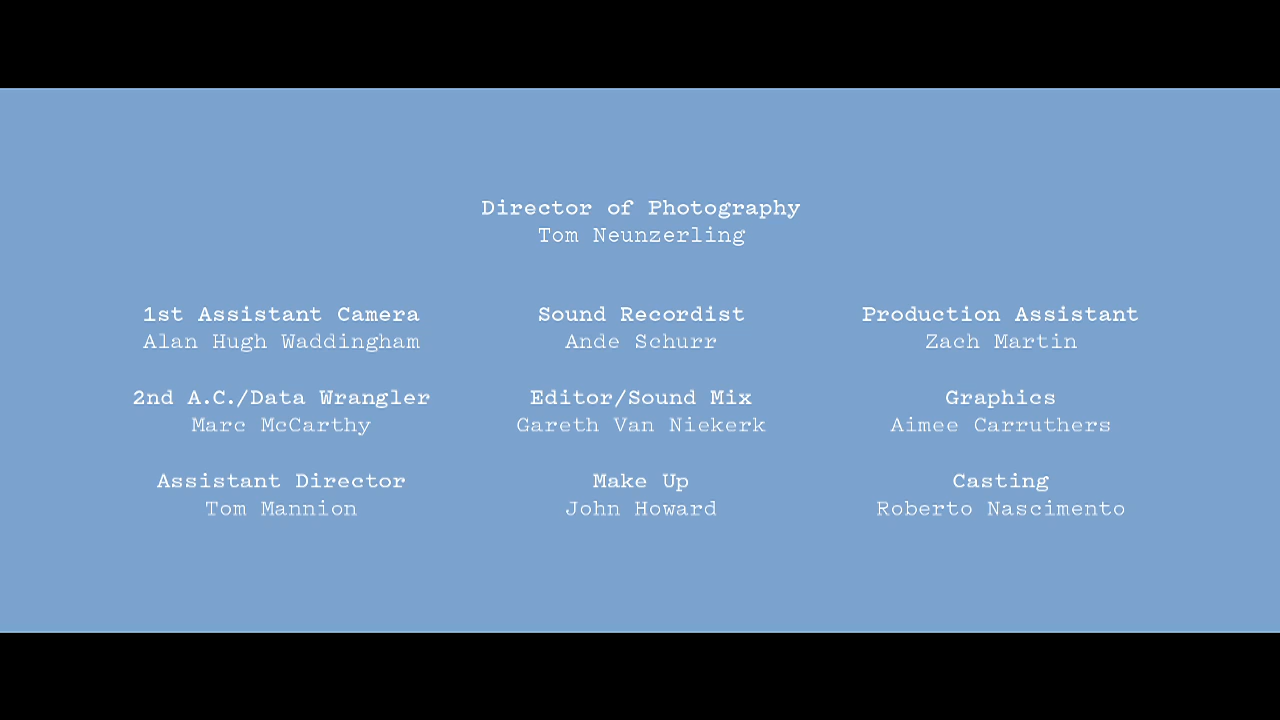 Director of Photography
Tom Neunzerling
1st Assistant Camera
Alan Hugh Waddingham
2nd A.C./Data Wrangler
Marc McCarthy
Assistant Director
Tom Mannion
Sound Recordist
Ande Schurr
Editor/Sound Mix
Gareth Van Niekerk
Make Up
John Howard
Production Assistant
Zach Martin
Graphics
Aimee Carruthers
Casting
Roberto Nascimento